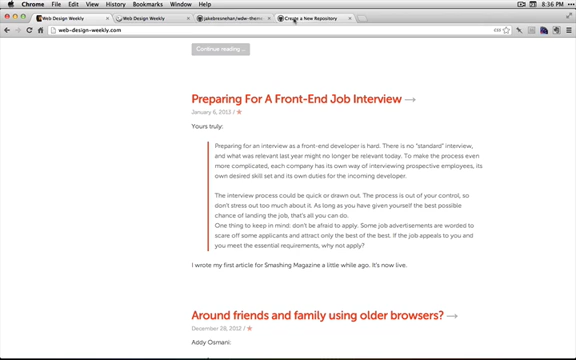 Chrome File Edit View History Bookmarks Window Help 8:36 PM
Web Design Weekly Web Design Weekly jakebresnehan/wdw-them Create a New Repository
web-design-weekly.com
Continue reading ...
Preparing For A Front-End Job Interview →
January 6, 2013 / ★
Yours truly:
Preparing for an interview as a front-end developer is hard. There is no "standard" interview,
and what was relevant last year might no longer be relevant today. To make the process even
more complicated, each company has its own way of interviewing prospective employees, its
own desired skill set and its own duties for the incoming developer.
The interview process could be quick or drawn out. The process is out of your control, so
don't stress out too much about it. As long as you have given yourself the best possible
chance of landing the job, that's all you can do.
One thing to keep in mind: don't be afraid to apply. Some job advertisements are worded to
scare off some applicants and attract only the best of the best. If the job appeals to you and
you meet the essential requirements, why not apply?
I wrote my first article for Smashing Magazine a little while ago. It's now live.
Around friends and family using older browsers? →
December 26, 2012 / ★
Addy Osmani: